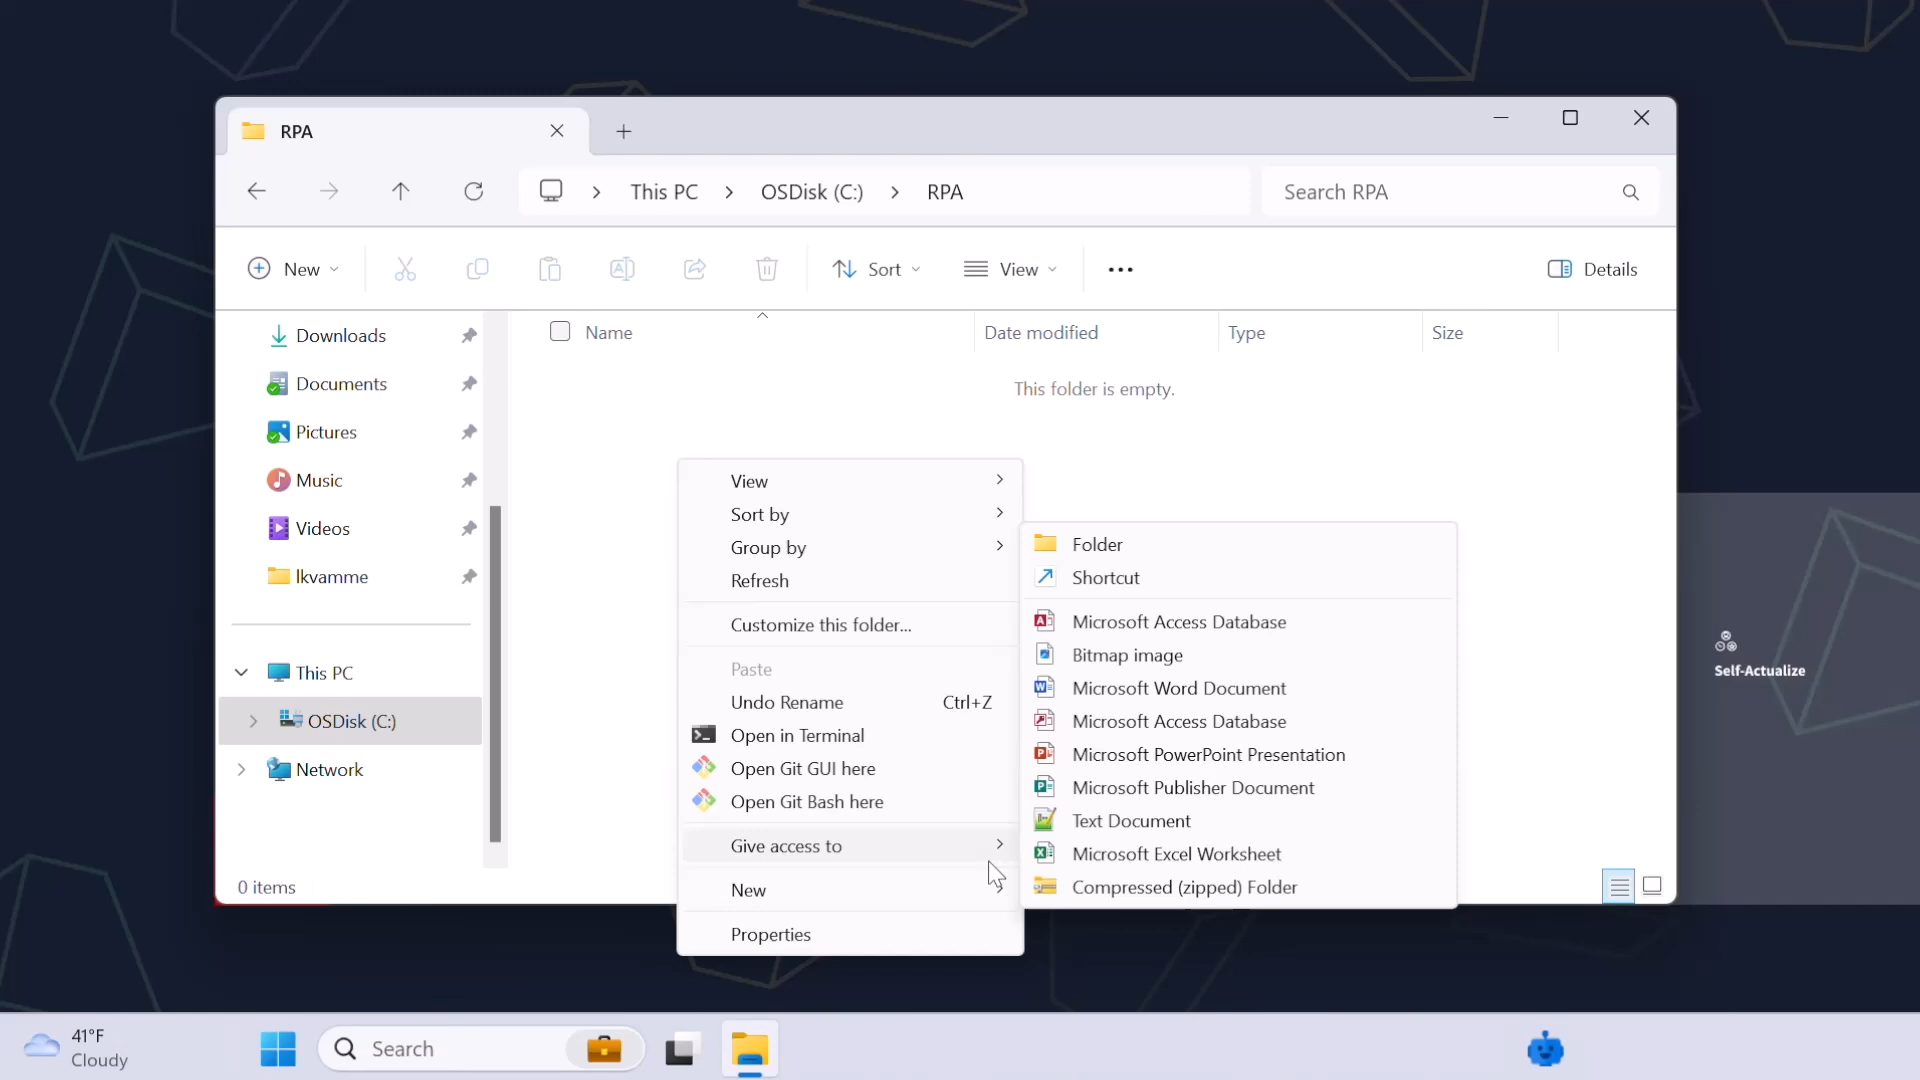 RPA
This PC
OSDisk (C:)
RPA
Search RPA
New
Sort
View
Details
Downloads
Documents
Pictures
Music
Videos
lkvamme
This PC
OSDisk (C:)
Network
0 items
Name
Date modified
Type
Size
This folder is empty.
View
Sort by
Group by
Refresh
Customize this folder...
Paste
Undo Rename Ctrl+Z
Open in Terminal
Open Git GUI here
Open Git Bash here
Give access to
New
Properties
Folder
Shortcut
Microsoft Access Database
Bitmap image
Microsoft Word Document
Microsoft Access Database
Microsoft PowerPoint Presentation
Microsoft Publisher Document
Text Document
Microsoft Excel Worksheet
Compressed (zipped) Folder
Self-Actualize
41°F
Cloudy
Search